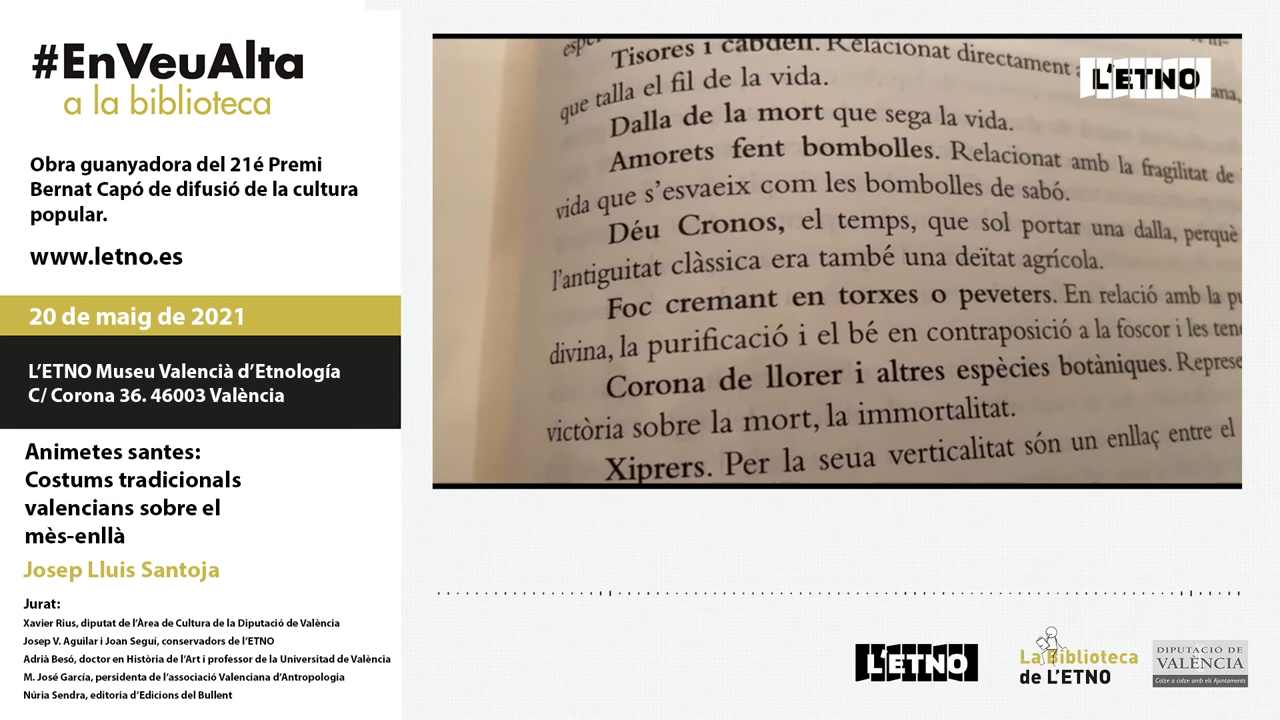 #EnVeuAlta
a la biblioteca
Obra guanyadora del 21é Premi
Bernat Capó de difusió de la cultura
popular.
www.letno.es
20 de maig de 2021
L'ETNO Museu Valencià d'Etnología
C/ Corona 36. 46003 València
Animetes santes:
Costums tradicionals
valencians sobre el
mès-enllà
Josep Lluis Santoja
Jurat:
Xavier Rius, diputat de l'Àrea de Cultura de la Diputació de València
Josep V. Aguilar i Joan Seguí, conservadors de l'ETNO
Adrià Besó, doctor en Història de l'Art i professor de la Universitad de València
M. José García, persidenta de l'associació Valenciana d'Antropologia
Núria Sendra, editoria d'Edicions del Bullent
Tisores i cabdell. Relacionat directament
que talla el fil de la vida.
Dalla de la mort que sega la vida.
Amorets fent bombolles. Relacionat amb la fragilitat de
vida que s'esvaeix com les bombolles de sabó.
Déu Cronos, el temps, que sol portar una dalla, perquè
l'antiguitat clàssica era també una deïtat agrícola.
Foc cremant en torxes o peveters. En relació amb la
divina, la purificació i el bé en contraposició a la foscor i les
Corona de llorer i altres espècies botàniques.
victòria sobre la mort, la immortalitat.
Xiprers. Per la seua verticalitat són un enllaç entre el
L'ETNO
L'ETNO
La Biblioteca
de L'ETNO
DIPUTACIÓ DE
VALÈNCIA
Colze a colze amb els Ajuntaments